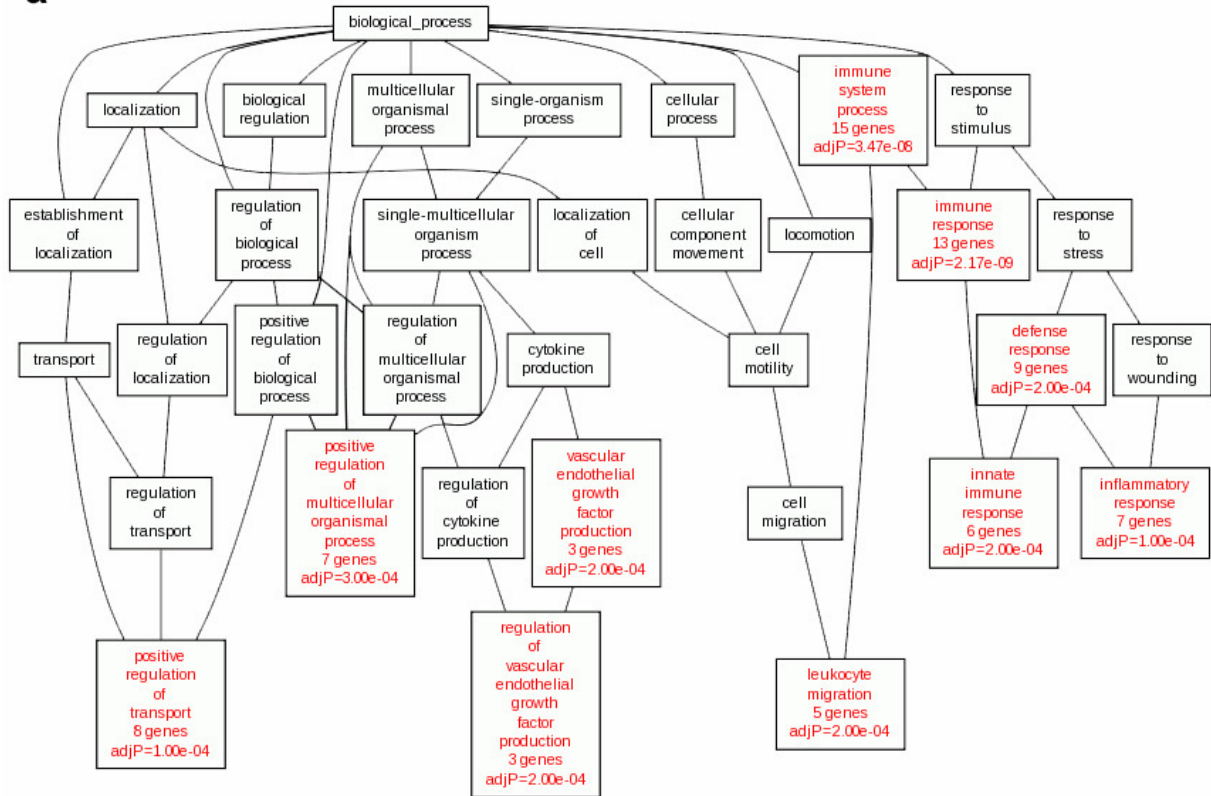 a
biological_process
localization
biological
regulation
multicellular
organismal
process
single-organism
process
cellular
process
immune
system
process
15 genes
adjP=3.47e-08
response
to
stimulus
establishment
of
localization
regulation
of
biological
process
single-multicellular
organism
process
localization
of
cell
cellular
component
movement
locomotion
immune
response
13 genes
adjP=2.17e-09
response
to
stress
transport
regulation
of
localization
positive
regulation
of
biological
process
regulation
of
multicellular
organismal
process
cytokine
production
cell
motility
defense
response
9 genes
adjP=2.00e-04
response
to
wounding
regulation
of
transport
positive
regulation
of
multicellular
organismal
process
7 genes
adjP=3.00e-04
regulation
of
cytokine
production
vascular
endothelial
growth
factor
production
3 genes
adjP=2.00e-04
cell
migration
innate
immune
response
6 genes
adjP=2.00e-04
inflammatory
response
7 genes
adjP=1.00e-04
positive
regulation
of
transport
8 genes
adjP=1.00e-04
regulation
of
vascular
endothelial
growth
factor
production
3 genes
adjP=2.00e-04
leukocyte
migration
5 genes
adjP=2.00e-04